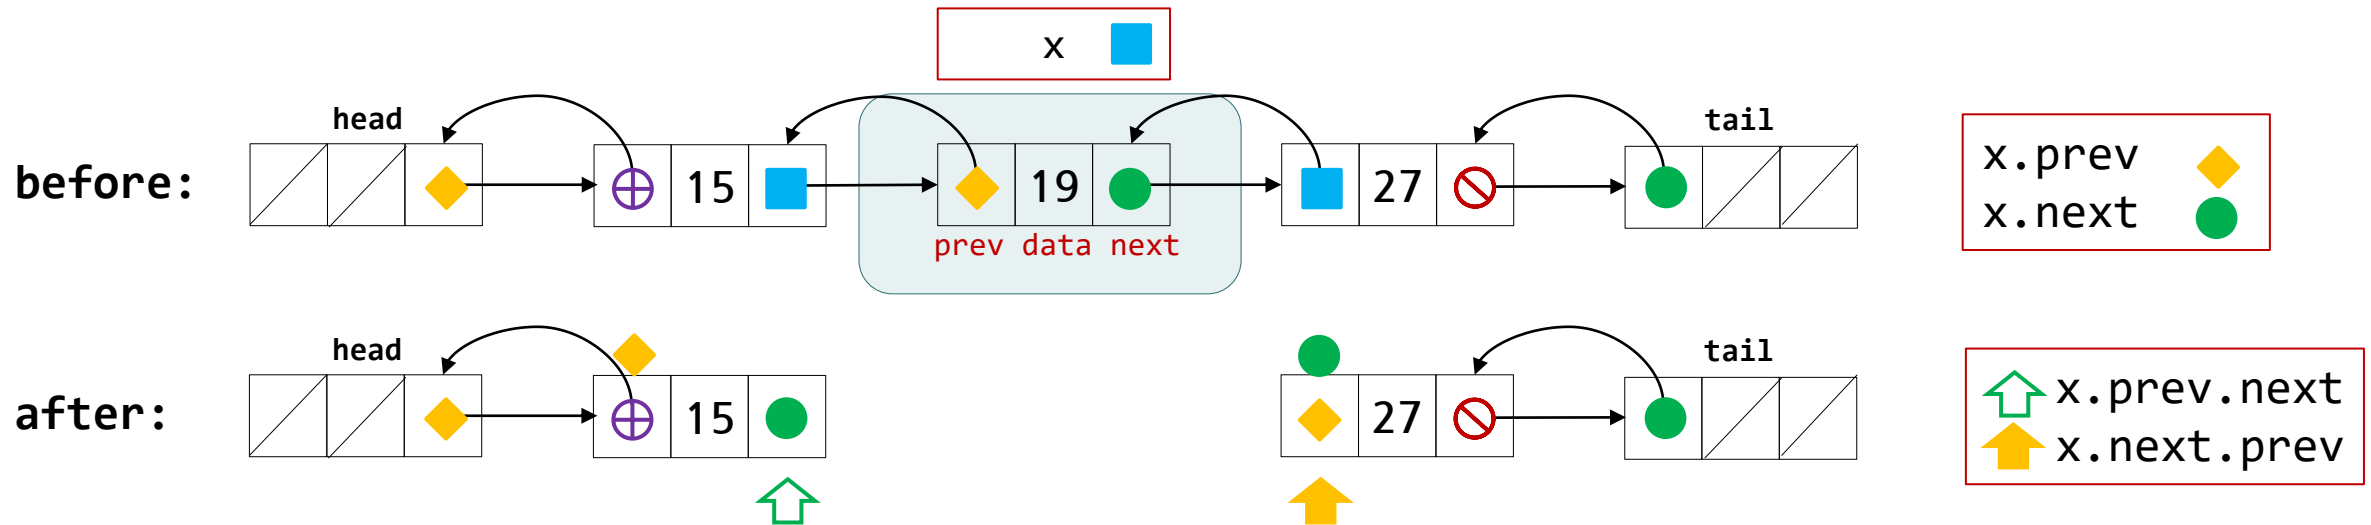 x
head
tail
before:
15
19
27
prev data next
x.prev
x.next
head
tail
after:
15
27
x.prev.next
x.next.prev